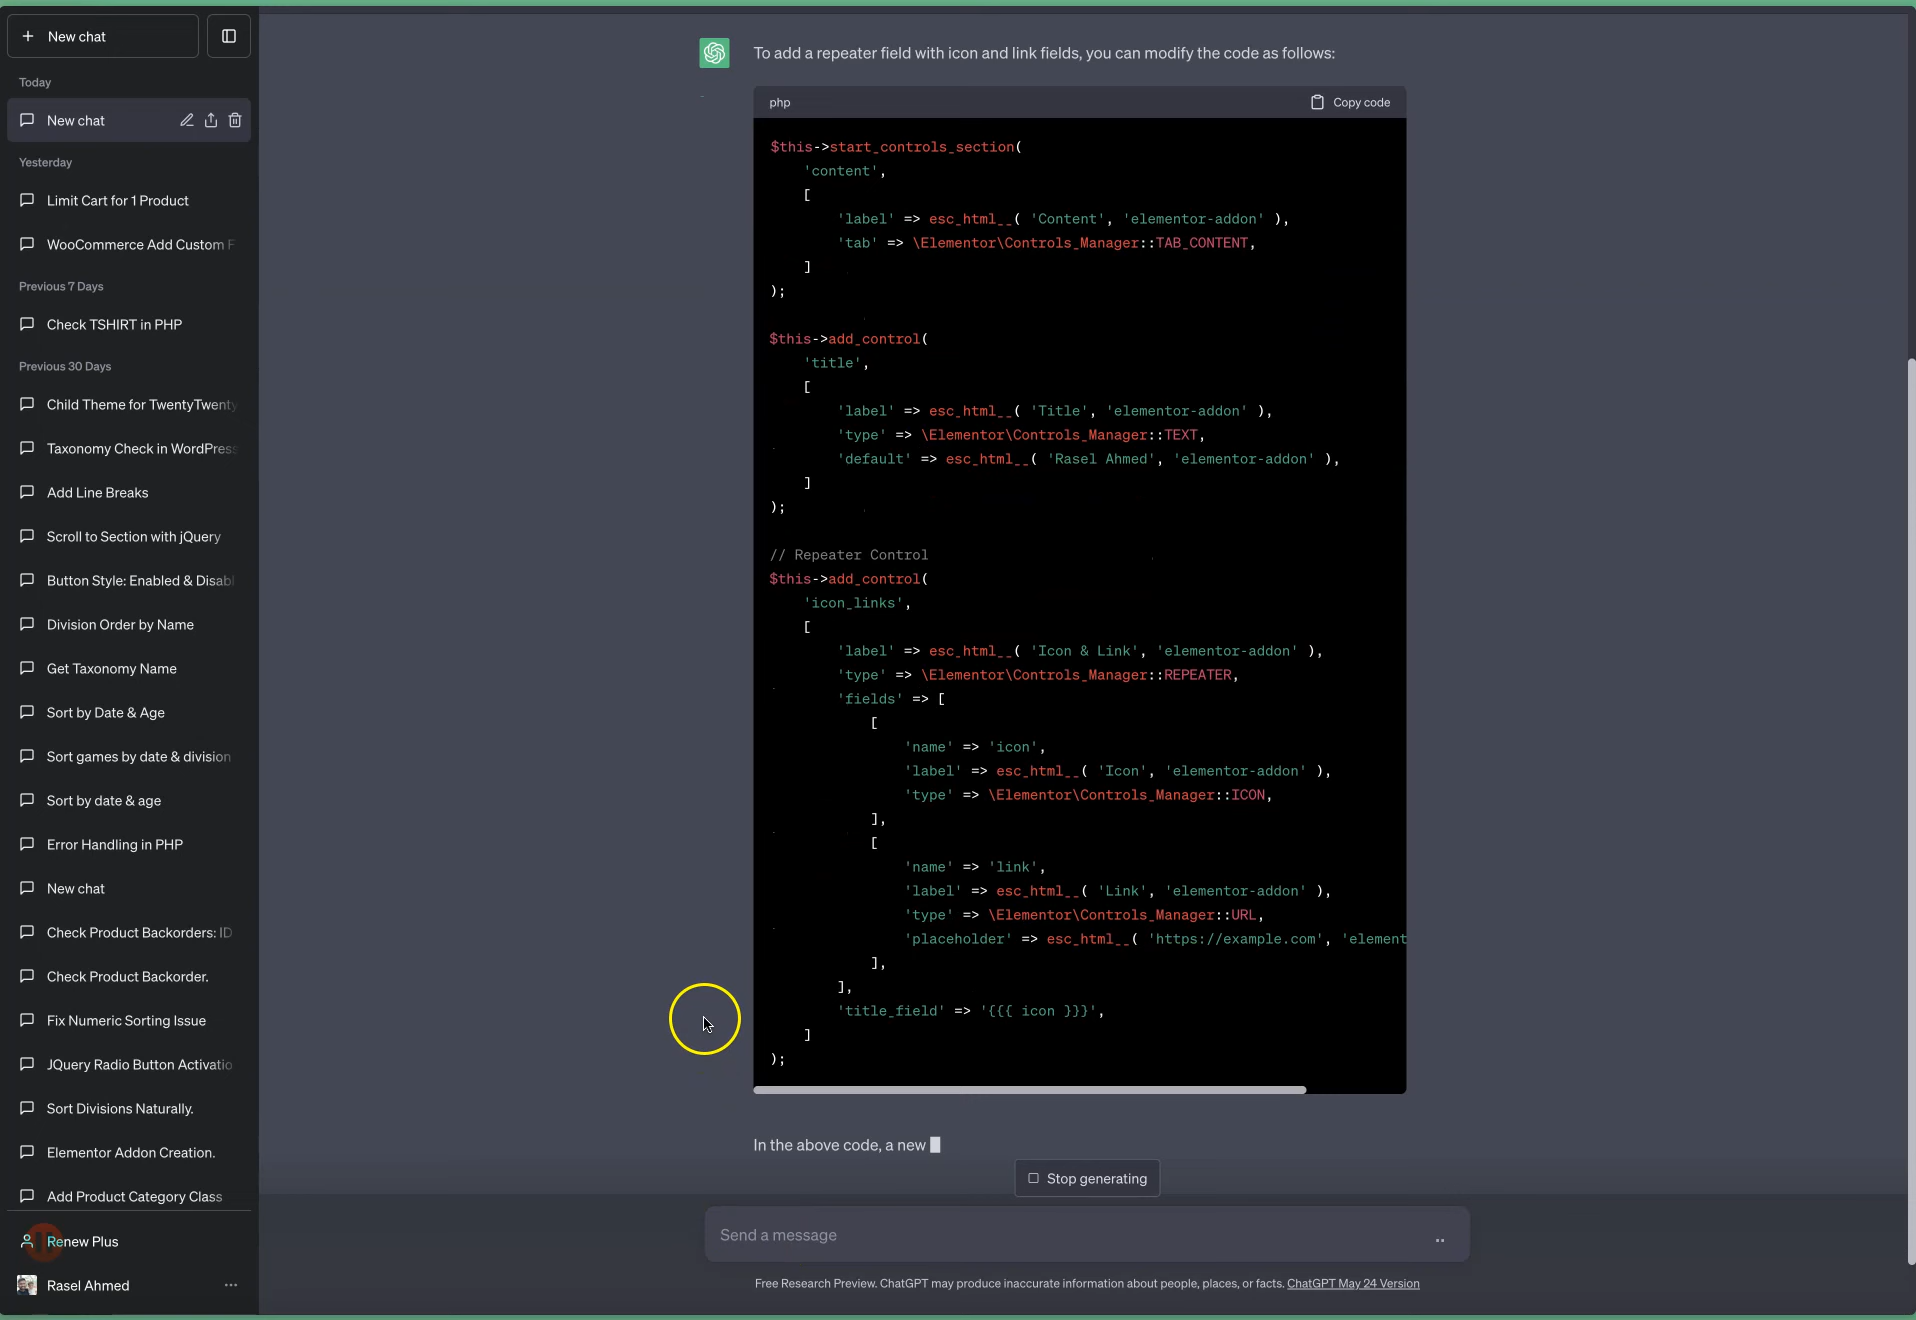 New chat
Today
New chat
Yesterday
Limit Cart for 1 Product
WooCommerce Add Custom F
Previous 7 Days
Check TSHIRT in PHP
Previous 30 Days
Child Theme for TwentyTwenty
Taxonomy Check in WordPress
Add Line Breaks
Scroll to Section with jQuery
Button Style: Enabled & Disabl
Division Order by Name
Get Taxonomy Name
Sort by Date & Age
Sort games by date & division
Sort by date & age
Error Handling in PHP
New chat
Check Product Backorders: ID
Check Product Backorder.
Fix Numeric Sorting Issue
JQuery Radio Button Activatio
Sort Divisions Naturally.
Elementor Addon Creation.
Add Product Category Class
Renew Plus
Rasel Ahmed
To add a repeater field with icon and link fields, you can modify the code as follows:
php
Copy code
$this->start_controls_section(
'content',
[
'label' => esc_html__( 'Content', 'elementor-addon' ),
'tab' => \Elementor\Controls_Manager::TAB_CONTENT,
]
);
$this->add_control(
'title',
[
'label' => esc_html__( 'Title', 'elementor-addon' ),
'type' => \Elementor\Controls_Manager::TEXT,
'default' => esc_html__( 'Rasel Ahmed', 'elementor-addon' ),
]
);
// Repeater Control
$this->add_control(
'icon_links',
[
'label' => esc_html__( 'Icon & Link', 'elementor-addon' ),
'type' => \Elementor\Controls_Manager::REPEATER,
'fields' => [
[
'name' => 'icon',
'label' => esc_html__( 'Icon', 'elementor-addon' ),
'type' => \Elementor\Controls_Manager::ICON,
],
[
'name' => 'link',
'label' => esc_html__( 'Link', 'elementor-addon' ),
'type' => \Elementor\Controls_Manager::URL,
'placeholder' => esc_html__( 'https://example.com', 'element
],
],
'title_field' => '{{{ icon }}}',
]
);
In the above code, a new
Stop generating
Send a message
Free Research Preview. ChatGPT may produce inaccurate information about people, places, or facts. ChatGPT May 24 Version